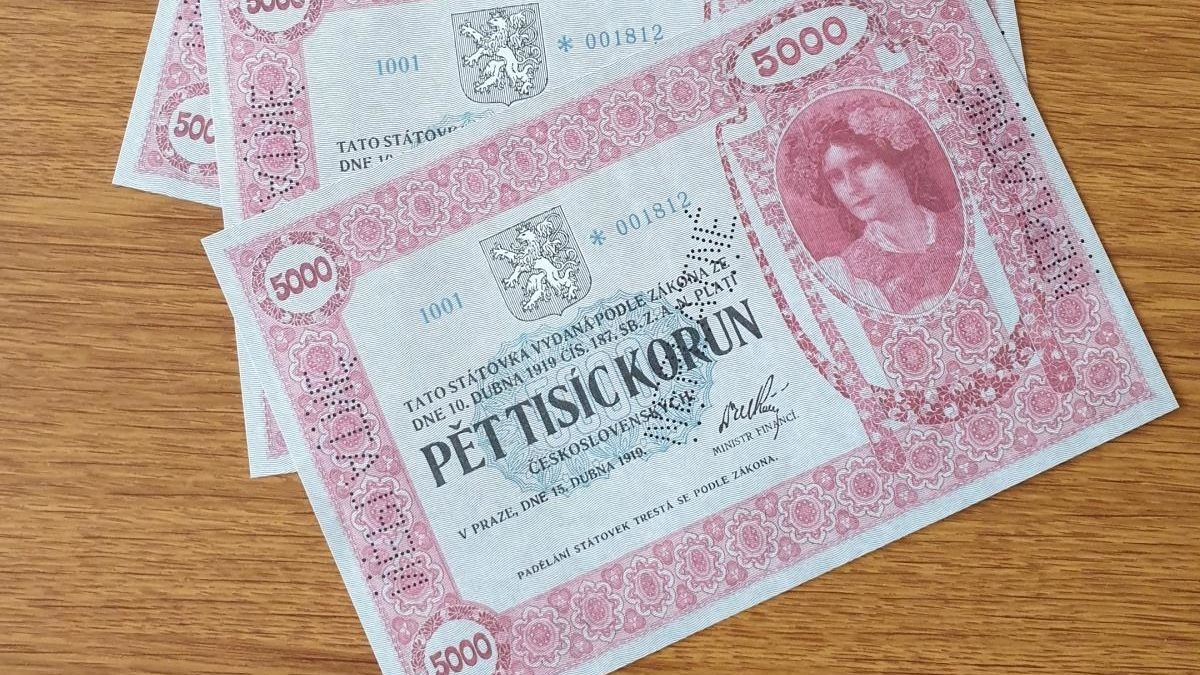 5000
1001
* 001812
TATO STÁTOV
DNE 10.
500
5000
5000
1001
* 001812
TATO STÁTOVKA VYDANÁ PODLE ZÁKONA ZE
DNE 10. DUBNA 1919 ČÍS. 187. SB. Z. A. N. PLATÍ
PĚT TISÍC KORUN
ČESKOSLOVENSKÝCH.
V PRAZE, DNE 15. DUBNA 1919.
MINISTR FINANCÍ.
PADĚLÁNÍ STÁTOVEK TRESTÁ SE PODLE ZÁKONA.
5000